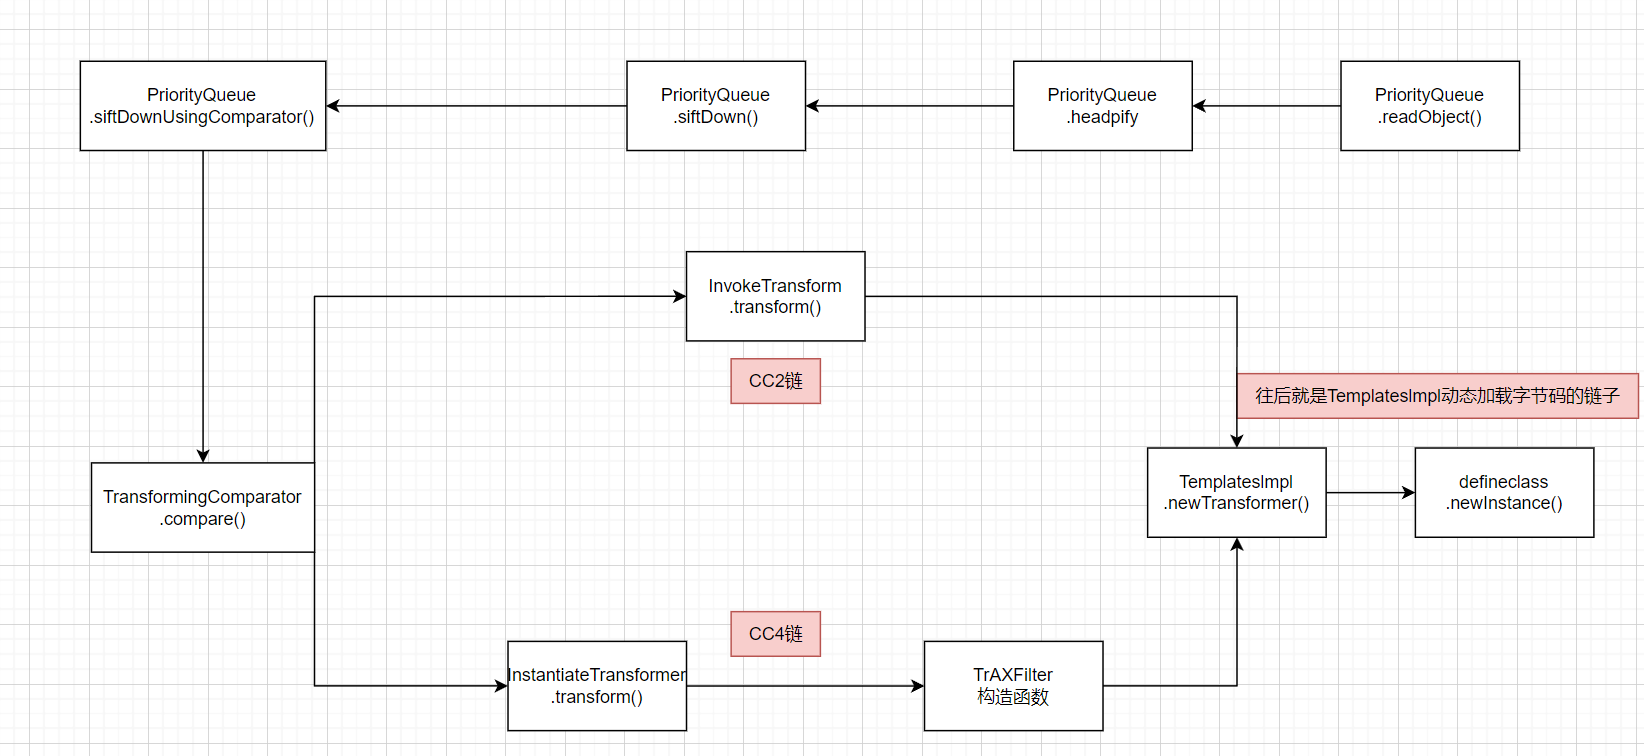 PriorityQueue
.siftDownUsingComparator()
PriorityQueue
.siftDown()
PriorityQueue
.headpify
PriorityQueue
.readObject()
InvokeTransform
.transform()
CC2链
往后就是TemplatesImpl动态加载字节码的链子
TransformingComparator
.compare()
TemplatesImpl
.newTransformer()
defineclass
.newInstance()
CC4链
InstantiateTransformer
.transform()
TrAXFilter
构造函数